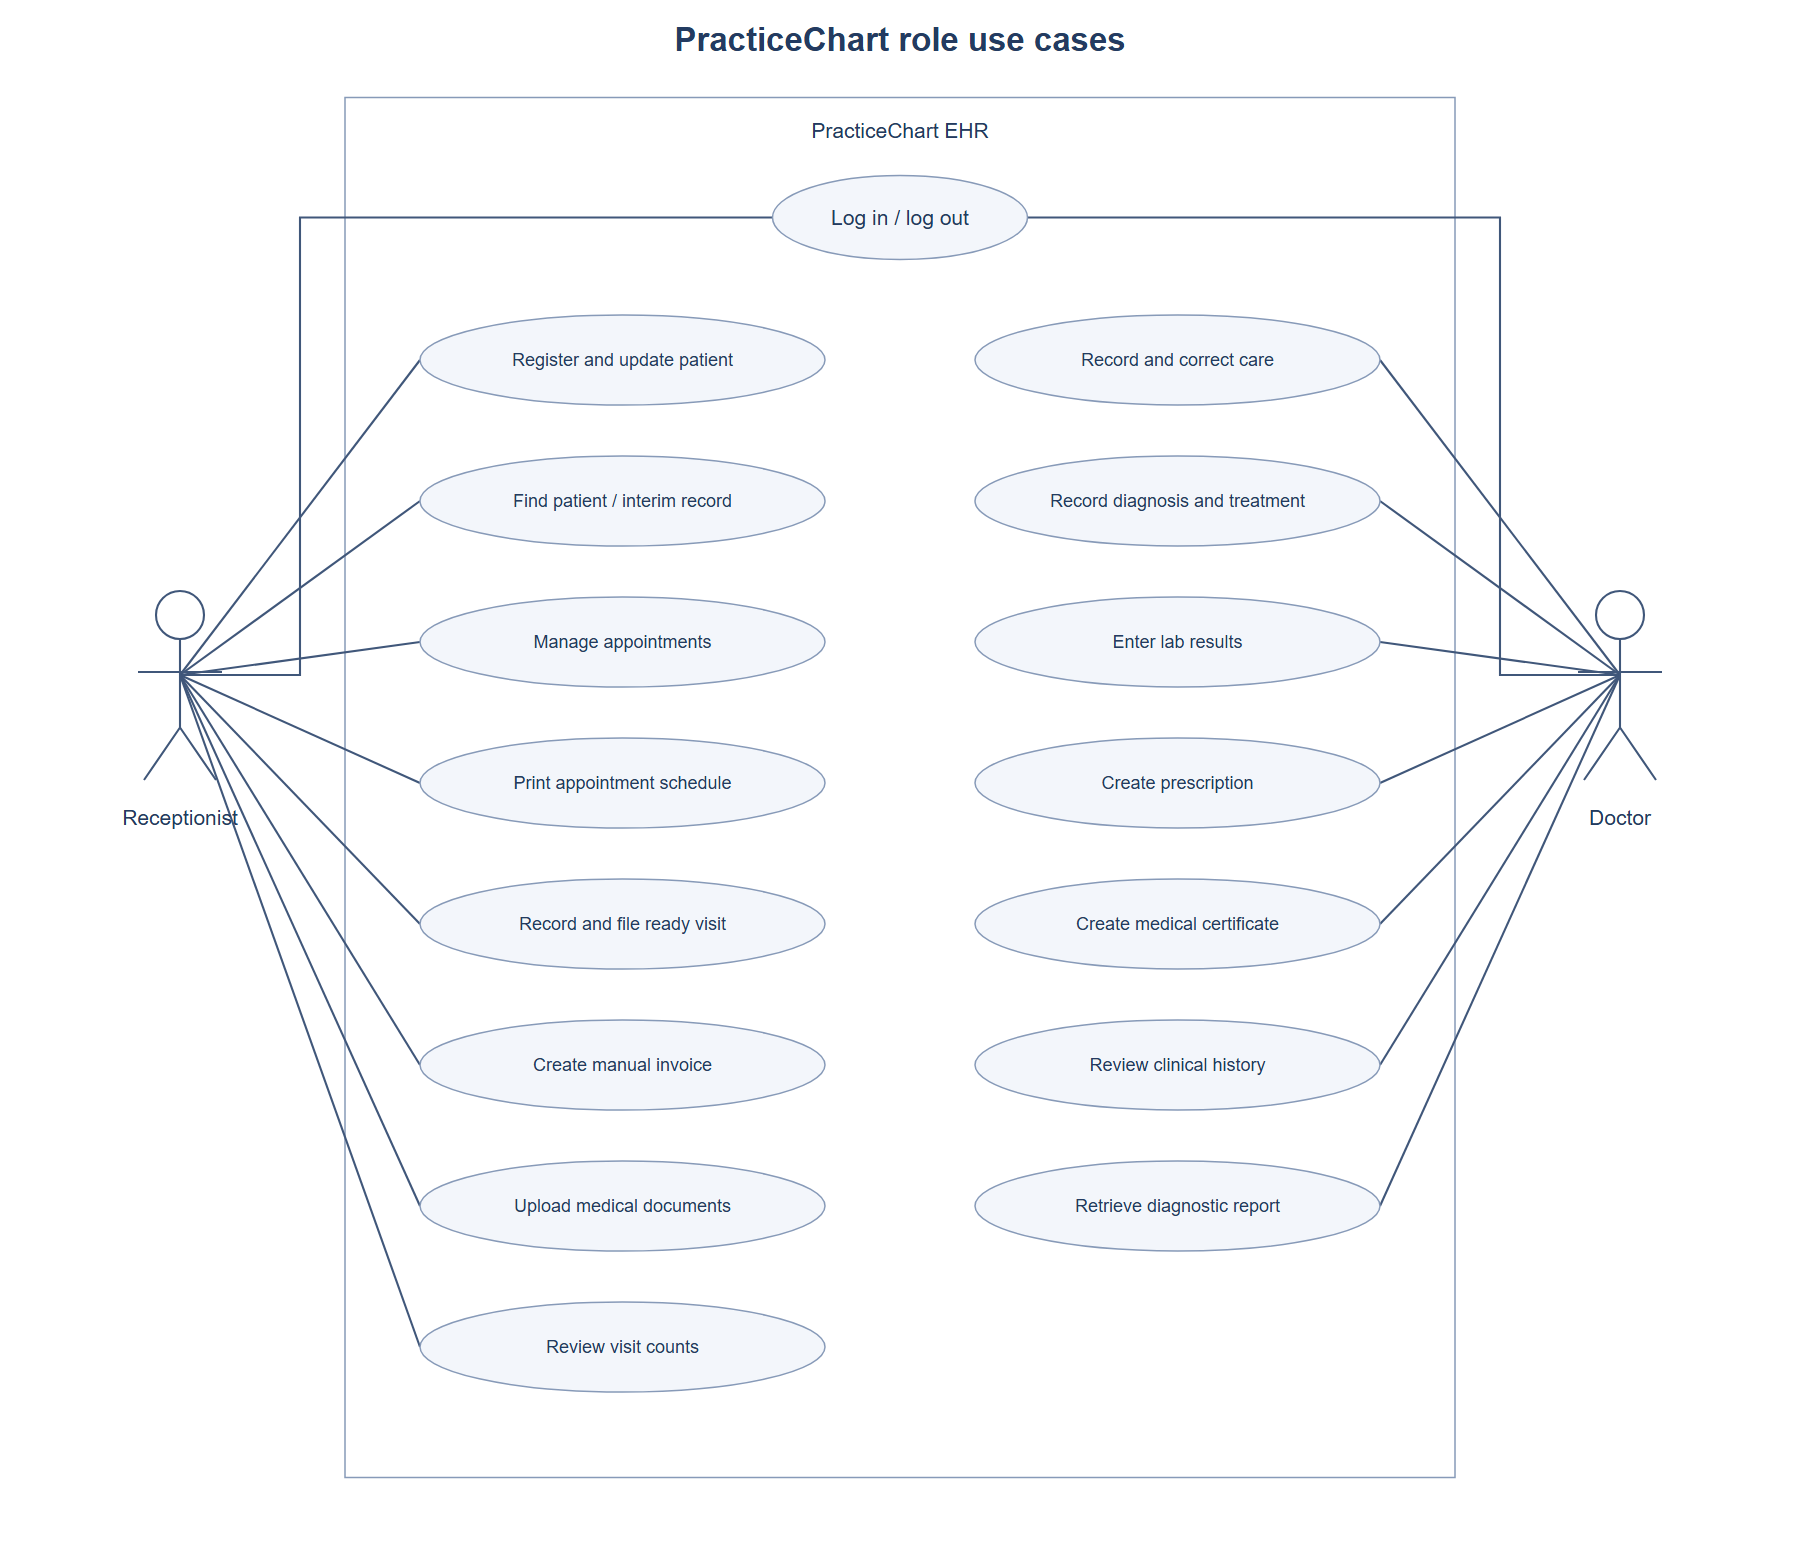 PracticeChart role use cases
PracticeChart EHR
Log in / log out
Register and update patient
Record and correct care
Find patient / interim record
Record diagnosis and treatment
Manage appointments
Enter lab results
Print appointment schedule
Create prescription
Receptionist
Doctor
Record and file ready visit
Create medical certificate
Create manual invoice
Review clinical history
Upload medical documents
Retrieve diagnostic report
Review visit counts